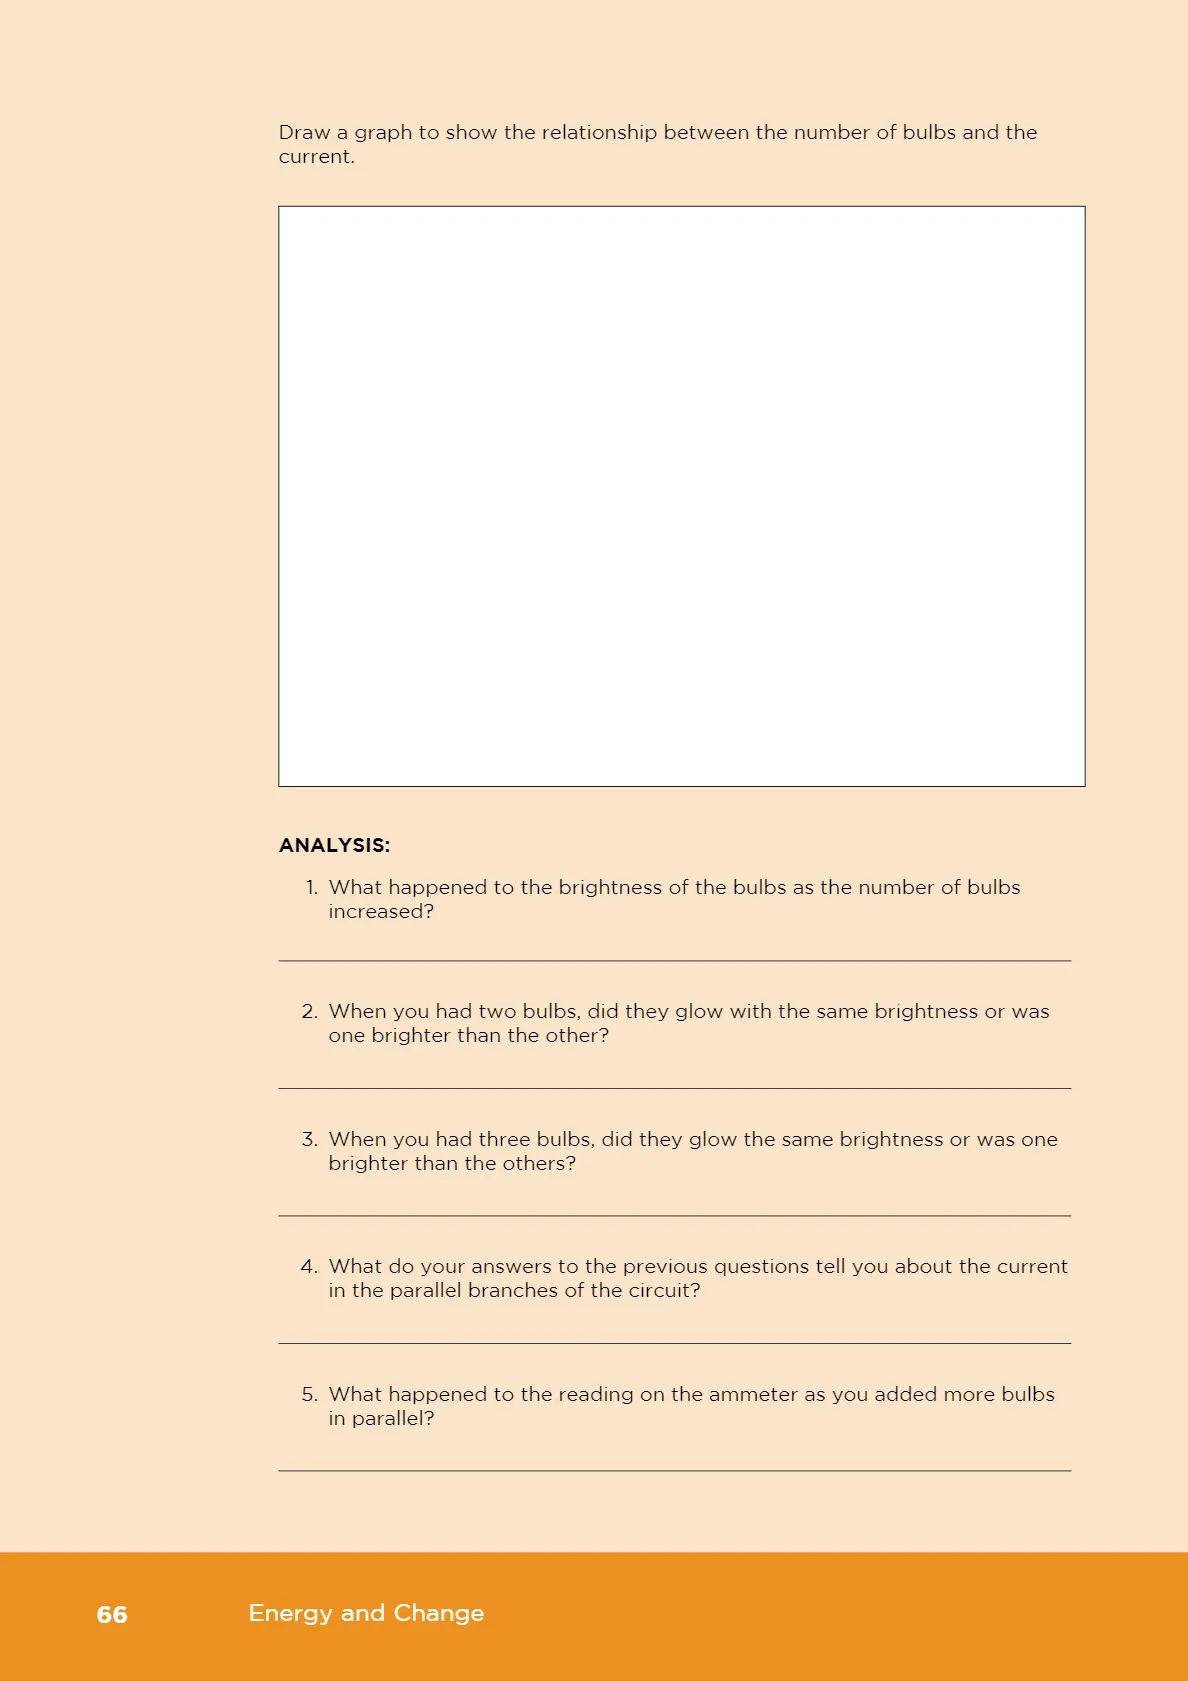 Draw a graph to show the relationship between the number of bulbs and the
current.
ANALYSIS:
1. What happened to the brightness of the bulbs as the number of bulbs
increased?
2. When you had two bulbs, did they glow with the same brightness or was
one brighter than the other?
3. When you had three bulbs, did they glow the same brightness or was one
brighter than the others?
4. What do your answers to the previous questions tell you about the current
in the parallel branches of the circuit?
5. What happened to the reading on the ammeter as you added more bulbs
in parallel?
66 Energy and Change